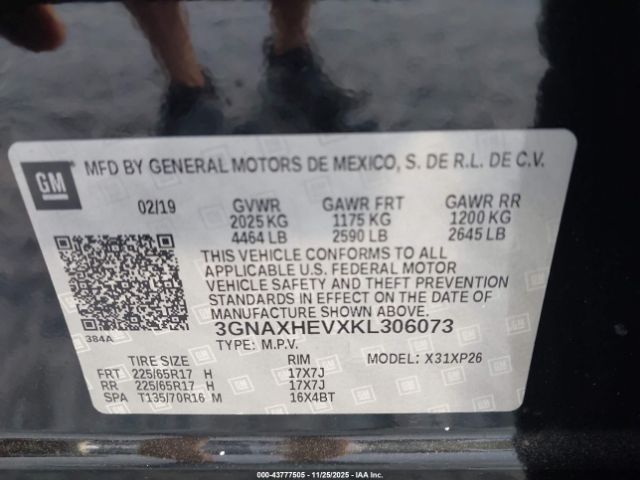 GM
MFD BY GENERAL MOTORS DE MEXICO, S. DE R.L. DE C.V.
02/19 GVWR GAWR FRT GAWR RR
2025 KG 1175 KG 1200 KG
4464 LB 2590 LB 2645 LB
THIS VEHICLE CONFORMS TO ALL
APPLICABLE U.S. FEDERAL MOTOR
VEHICLE SAFETY AND THEFT PREVENTION
STANDARDS IN EFFECT ON THE DATE OF
MANUFACTURE SHOWN ABOVE.
3GNAXHEVXKL306073
384A
TYPE: M.P.V. MODEL: X31XP26
TIRE SIZE RIM
FRT 225/65R17 H 17X7J
RR 225/65R17 H 17X7J
SPA T135/70R16 M 16X4BT
000-43777505 - 11/25/2025 - IAA Inc.